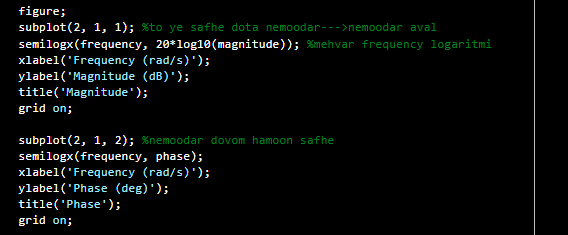 figure;
subplot(2, 1, 1); %to ye safhe dota nemoodar--->nemoodar aval
semilogx(frequency, 20*log10(magnitude)); %mehvar frequency logaritmi
xlabel('Frequency (rad/s)');
ylabel('Magnitude (dB)');
title('Magnitude');
grid on;
subplot(2, 1, 2); %nemoodar dovom hamoon safhe
semilogx(frequency, phase);
xlabel('Frequency (rad/s)');
ylabel('Phase (deg)');
title('Phase');
grid on;